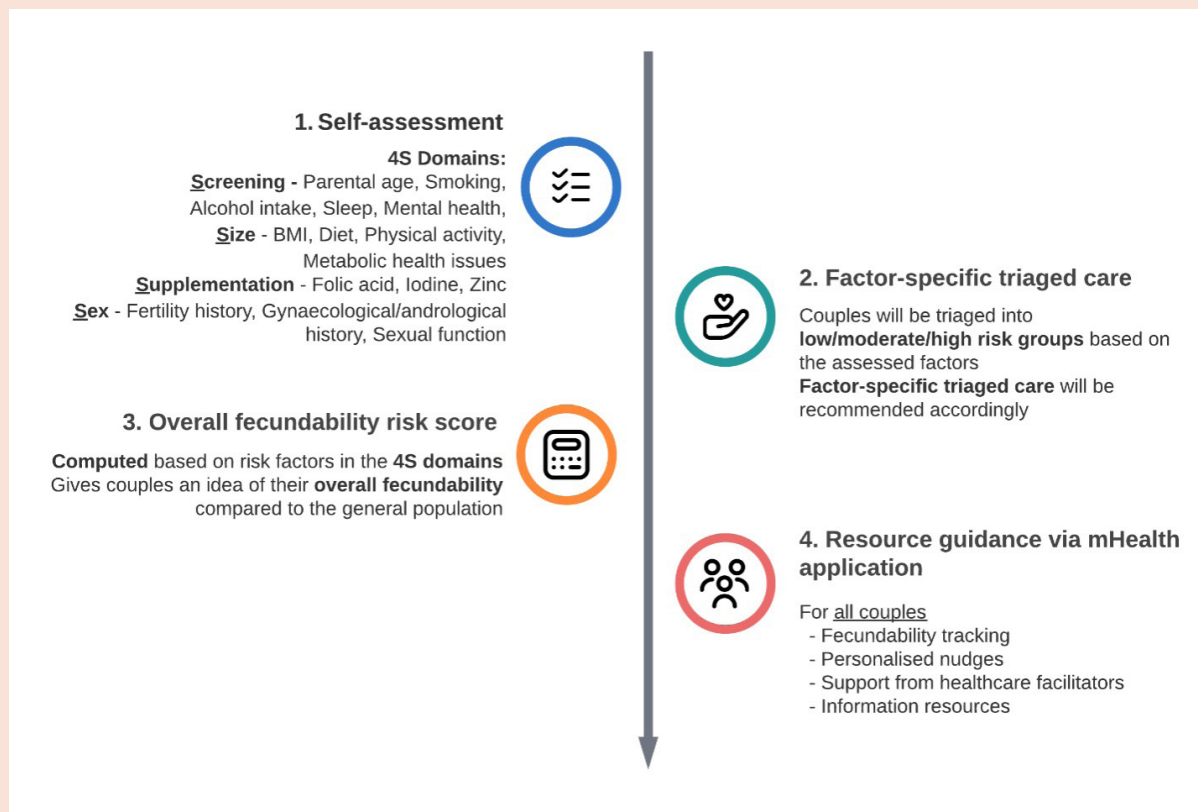 1. Self-assessment
4S Domains:
Screening - Parental age, Smoking,
Alcohol intake, Sleep, Mental health,
Size - BMI, Diet, Physical activity,
Metabolic health issues
Supplementation - Folic acid, Iodine, Zinc
Sex - Fertility history, Gynaecological/andrological
history, Sexual function
2. Factor-specific triaged care
Couples will be triaged into
low/moderate/high risk groups based on
the assessed factors
Factor-specific triaged care will be
recommended accordingly
3. Overall fecundability risk score
Computed based on risk factors in the 4S domains
Gives couples an idea of their overall fecundability
compared to the general population
4. Resource guidance via mHealth
application
For all couples
- Fecundability tracking
- Personalised nudges
- Support from healthcare facilitators
- Information resources